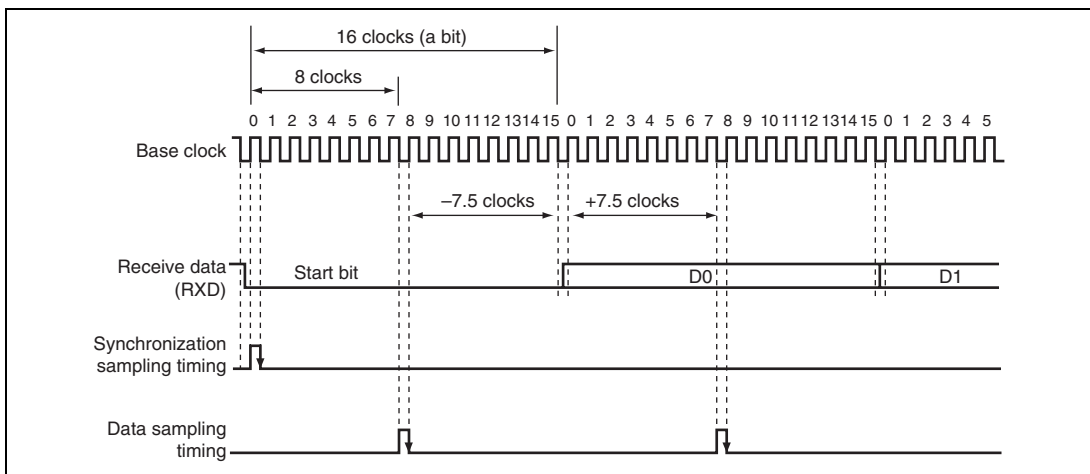 16 clocks (a bit)
8 clocks
0 1 2 3 4 5 6 7 8 9 10 11 12 13 14 15 0 1 2 3 4 5 6 7 8 9 10 11 12 13 14 15 0 1 2 3 4 5
Base clock
–7.5 clocks +7.5 clocks
Receive data
(RXD)
Start bit D0 D1
Synchronization
sampling timing
Data sampling
timing